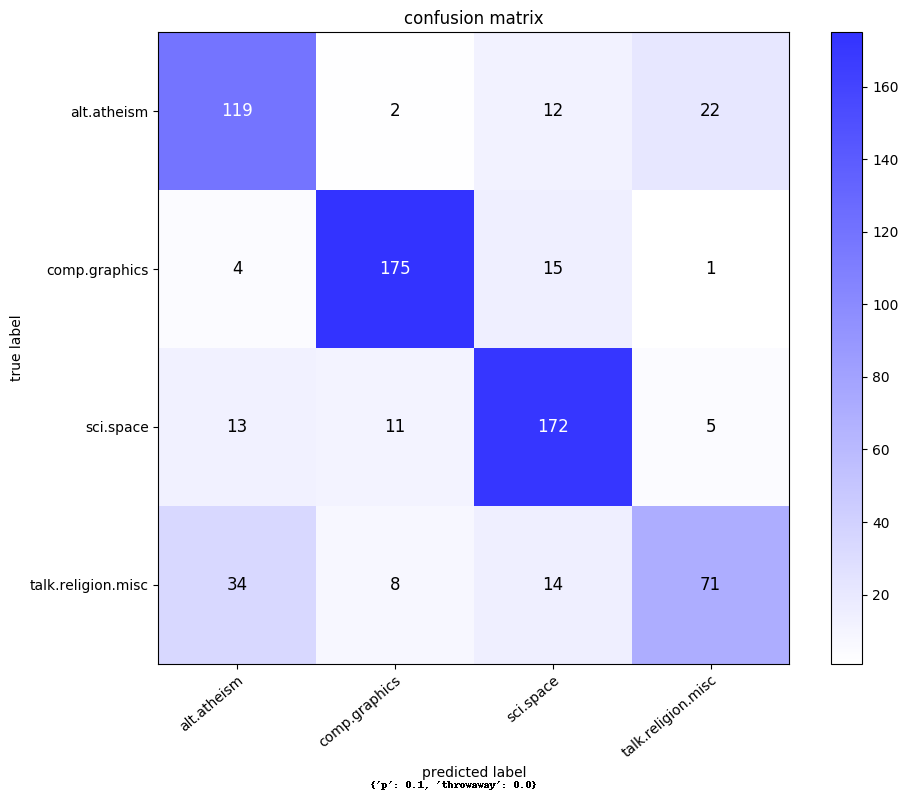 confusion matrix
true label
alt.atheism
119 2 12 22
comp.graphics
4 175 15 1
sci.space
13 11 172 5
talk.religion.misc
34 8 14 71
alt.atheism comp.graphics sci.space talk.religion.misc
predicted label
{'p': 0.1, 'throwaway': 0.0}
160
140
120
100
80
60
40
20